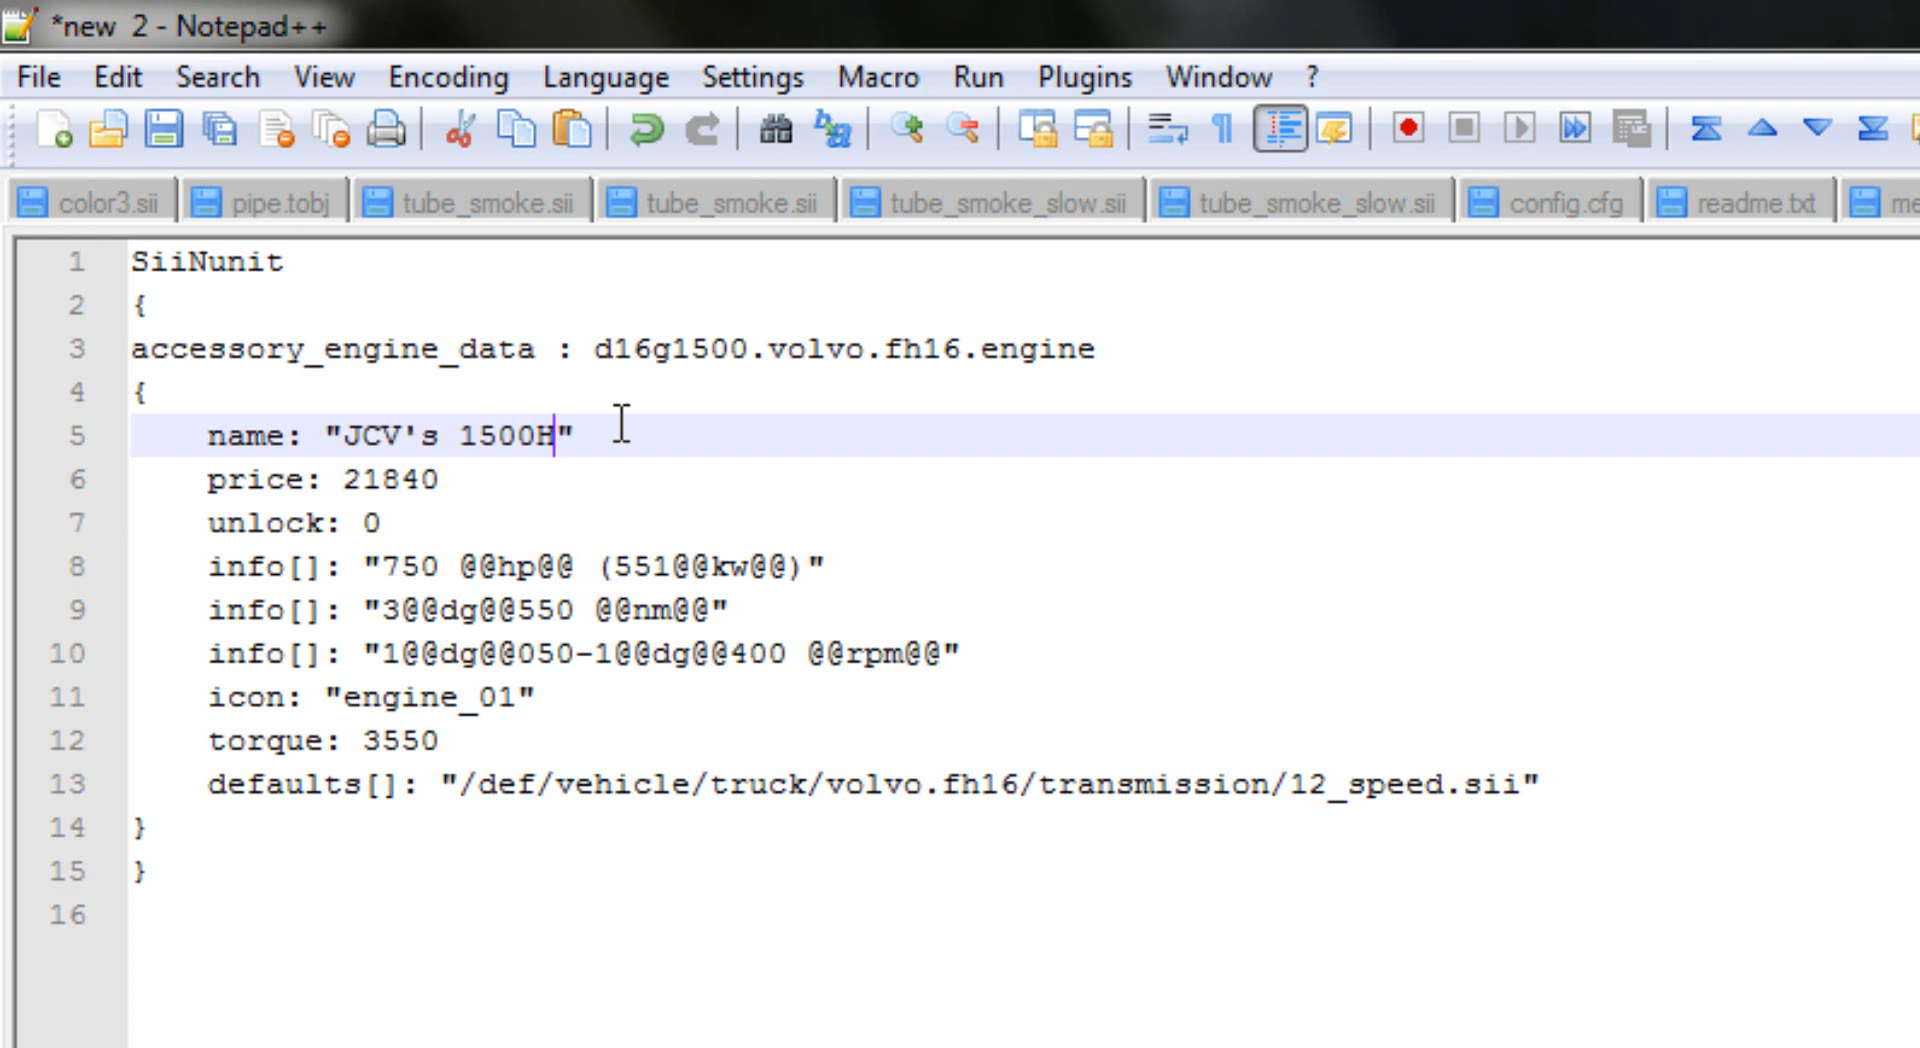 *new 2 - Notepad++
File Edit Search View Encoding Language Settings Macro Run Plugins Window ?
color3.sii pipe.tobj tube_smoke.sii tube_smoke.sii tube_smoke_slow.sii tube_smoke_slow.sii config.cfg readme.txt me
1 SiiNunit
2 {
3 accessory_engine_data : d16g1500.volvo.fh16.engine
4 {
5 name: "JCV's 1500H"
6 price: 21840
7 unlock: 0
8 info[]: "750 @@hp@@ (551@@kw@@)"
9 info[]: "3@@dg@@550 @@nm@@"
10 info[]: "1@@dg@@050-1@@dg@@400 @@rpm@@"
11 icon: "engine_01"
12 torque: 3550
13 defaults[]: "/def/vehicle/truck/volvo.fh16/transmission/12_speed.sii"
14 }
15 }
16